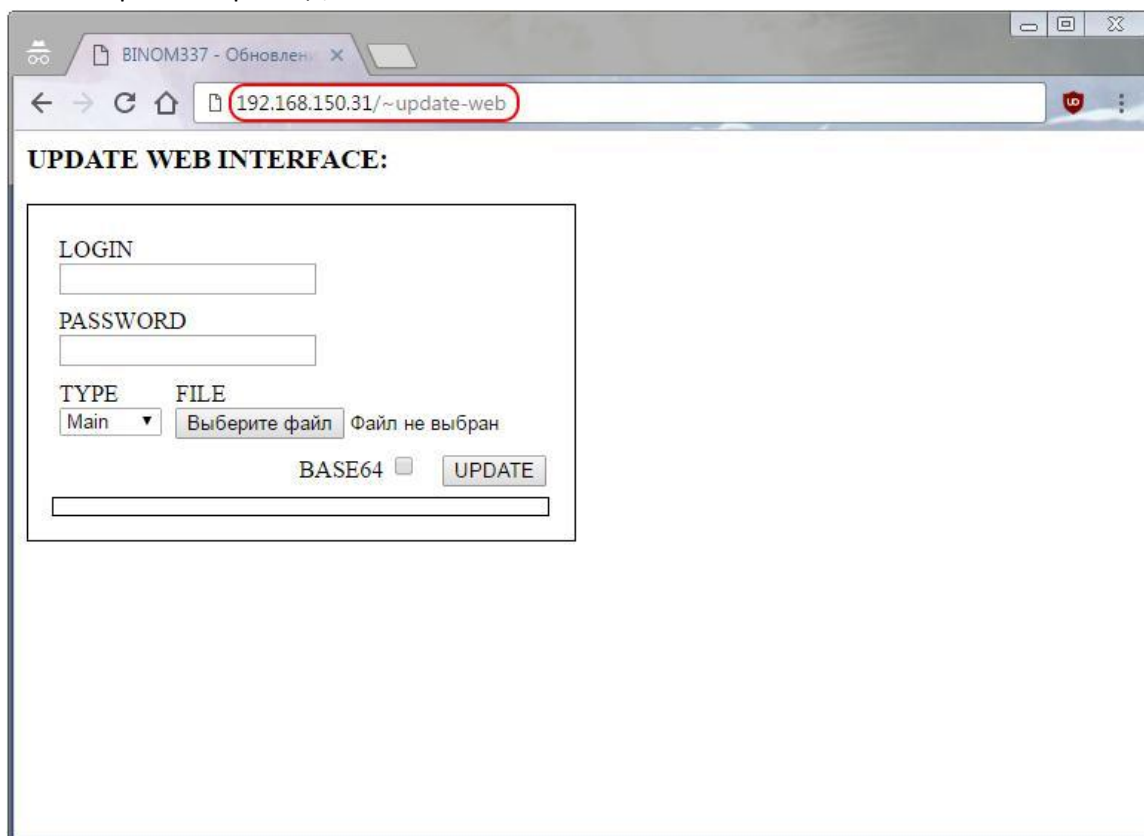 BINOM337 - Обновлени
192.168.150.31/~update-web
UPDATE WEB INTERFACE:
LOGIN
PASSWORD
TYPE FILE
Main Выберите файл Файл не выбран
BASE64 UPDATE